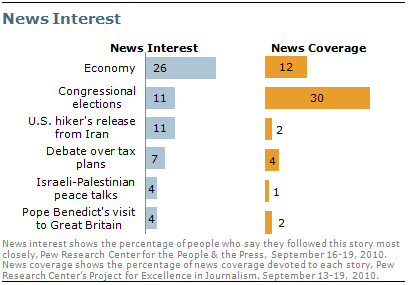 News Interest
News Interest News Coverage
Economy 26 12
Congressional
elections 11 30
U.S. hiker's release
from Iran 11 2
Debate over tax
plans 7 4
Israeli-Palestinian
peace talks 4 1
Pope Benedict's visit
to Great Britain 4 2
News interest shows the percentage of people who say they followed this story most
closely, Pew Research Center for the People & the Press, September 16-19, 2010.
News coverage shows the percentage of news coverage devoted to each story, Pew
Research Center's Project for Excellence in Journalism, September 13-19, 2010.